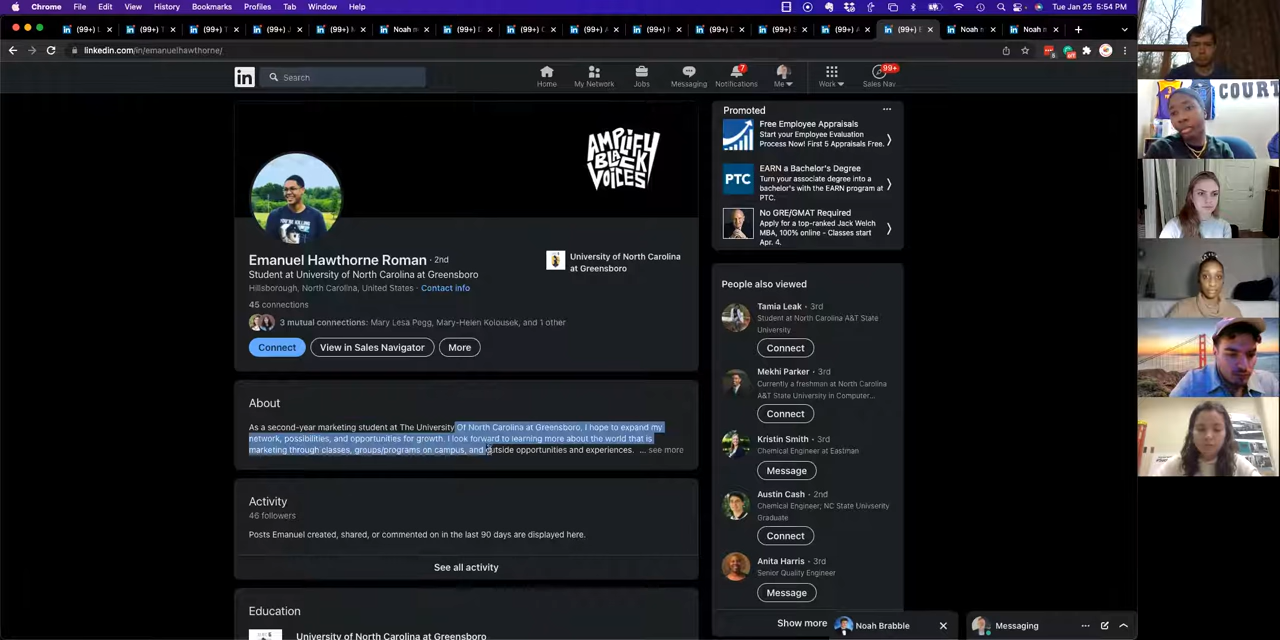 Chrome File Edit View History Bookmarks Profiles Tab Window Help
Tue Jan 25 5:54 PM
linkedin.com/in/emanuelhawthorne/
Search
Home
My Network
Jobs
Messaging
7
Notifications
Me
Work
99+
Sales Nav
AMPLIFY
BLACK
VOICES
Emanuel Hawthorne Roman · 2nd
Student at University of North Carolina at Greensboro
Hillsborough, North Carolina, United States · Contact info
45 connections
3 mutual connections: Mary Lesa Pegg, Mary-Helen Kolousek, and 1 other
Connect
View in Sales Navigator
More
University of North Carolina
at Greensboro
About
As a second-year marketing student at The University Of North Carolina at Greensboro, I hope to expand my
network, possibilities, and opportunities for growth. I look forward to learning more about the world that is
marketing through classes, groups/programs on campus, and outside opportunities and experiences. ... see more
Activity
46 followers
Posts Emanuel created, shared, or commented on in the last 90 days are displayed here.
See all activity
Education
University of North Carolina at Greensboro
Promoted
Free Employee Appraisals
Start your Employee Evaluation
Process Now! First 5 Appraisals Free.
PTC
EARN a Bachelor's Degree
Turn your associate degree into a
bachelor's with the EARN program at
PTC.
No GRE/GMAT Required
Apply for a top-ranked Jack Welch
MBA, 100% online - Classes start
Apr. 4.
People also viewed
Tamia Leak · 3rd
Student at North Carolina A&T State
University
Connect
Mekhi Parker · 3rd
Currently a freshman at North Carolina
A&T State University in Computer...
Connect
Kristin Smith · 3rd
Chemical Engineer at Eastman
Message
Austin Cash · 2nd
Chemical Engineer; NC State Univserity
Graduate
Connect
Anita Harris · 3rd
Senior Quality Engineer
Message
Show more
Noah Brabble
Messaging
COURT